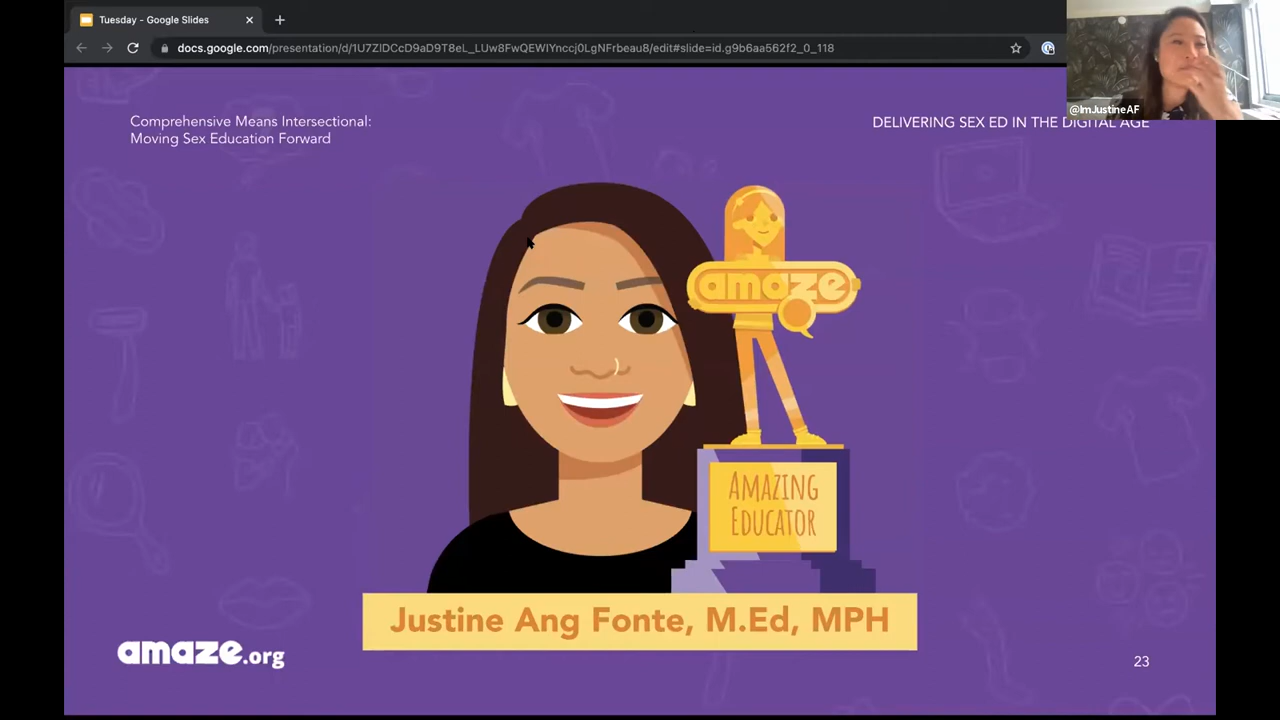 Tuesday - Google Slides
docs.google.com/presentation/d/1U7ZlDCcD9aD9T8eL_LUw8FwQEWIYnccj0LgNFrbeau8/edit#slide=id.g9b6aa562f2_0_118
@ImJustineAF
Comprehensive Means Intersectional:
Moving Sex Education Forward
DELIVERING SEX ED IN THE DIGITAL AGE
amaze
AMAZING
EDUCATOR
Justine Ang Fonte, M.Ed, MPH
amaze.org
23